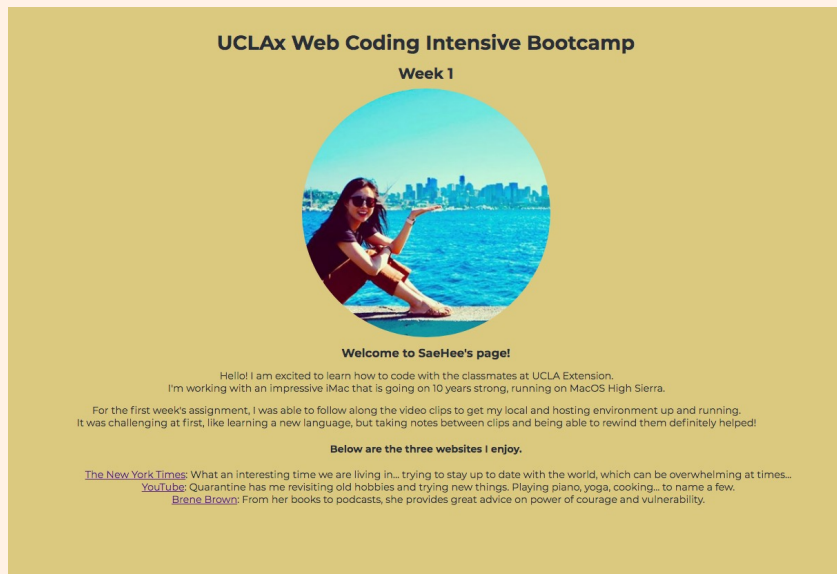 UCLAx Web Coding Intensive Bootcamp
Week 1
Welcome to SaeHee's page!
Hello! I am excited to learn how to code with the classmates at UCLA Extension.
I'm working with an impressive iMac that is going on 10 years strong, running on MacOS High Sierra.
For the first week's assignment, I was able to follow along the video clips to get my local and hosting environment up and running.
It was challenging at first, like learning a new language, but taking notes between clips and being able to rewind them definitely helped!
Below are the three websites I enjoy.
The New York Times: What an interesting time we are living in... trying to stay up to date with the world, which can be overwhelming at times...
YouTube: Quarantine has me revisiting old hobbies and trying new things. Playing piano, yoga, cooking... to name a few.
Brene Brown: From her books to podcasts, she provides great advice on power of courage and vulnerability.